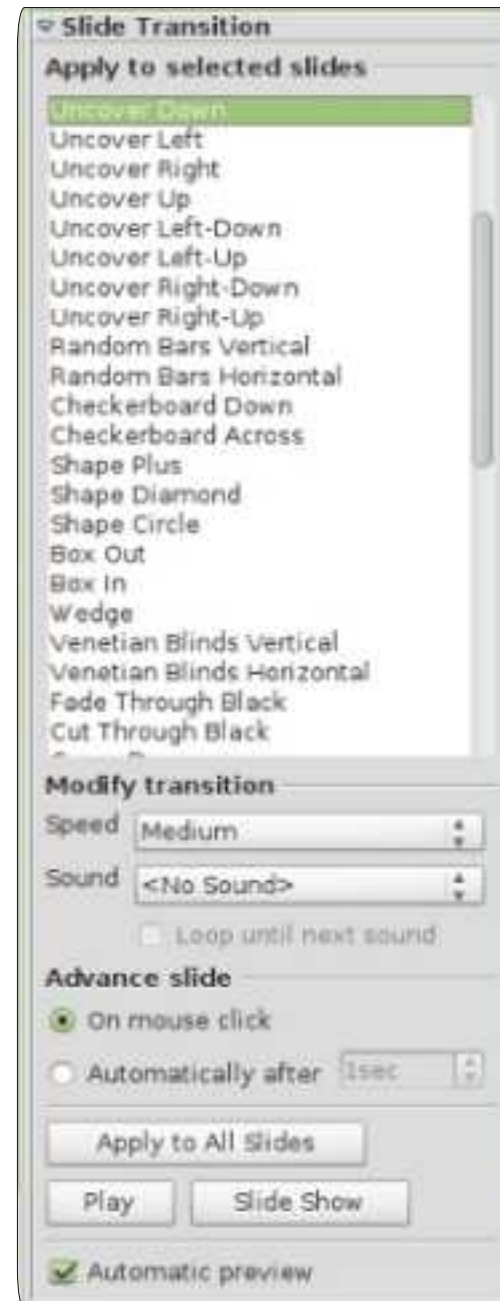 Slide Transition
Apply to selected slides
Uncover Down
Uncover Left
Uncover Right
Uncover Up
Uncover Left-Down
Uncover Left-Up
Uncover Right-Down
Uncover Right-Up
Random Bars Vertical
Random Bars Horizontal
Checkerboard Down
Checkerboard Across
Shape Plus
Shape Diamond
Shape Circle
Box Out
Box In
Wedge
Venetian Blinds Vertical
Venetian Blinds Horizontal
Fade Through Black
Cut Through Black
Modify transition
Speed Medium
Sound <No Sound>
Loop until next sound
Advance slide
On mouse click
Automatically after 1sec
Apply to All Slides
Play Slide Show
Automatic preview